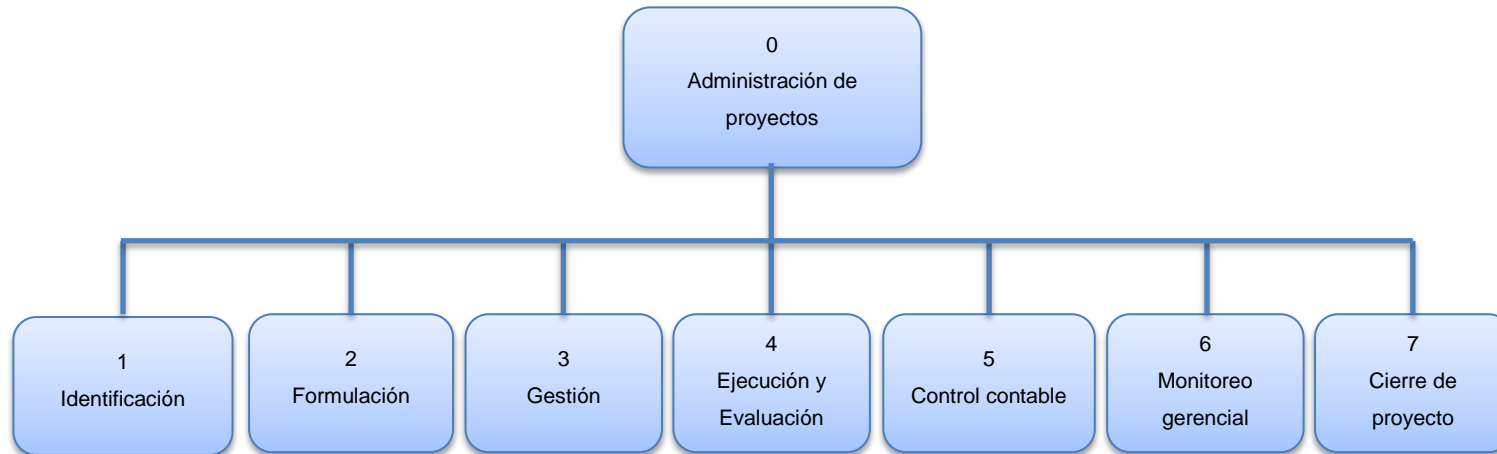 0
Administración de
proyectos
1
Identificación
2
Formulación
3
Gestión
4
Ejecución y
Evaluación
5
Control contable
6
Monitoreo
gerencial
7
Cierre de
proyecto